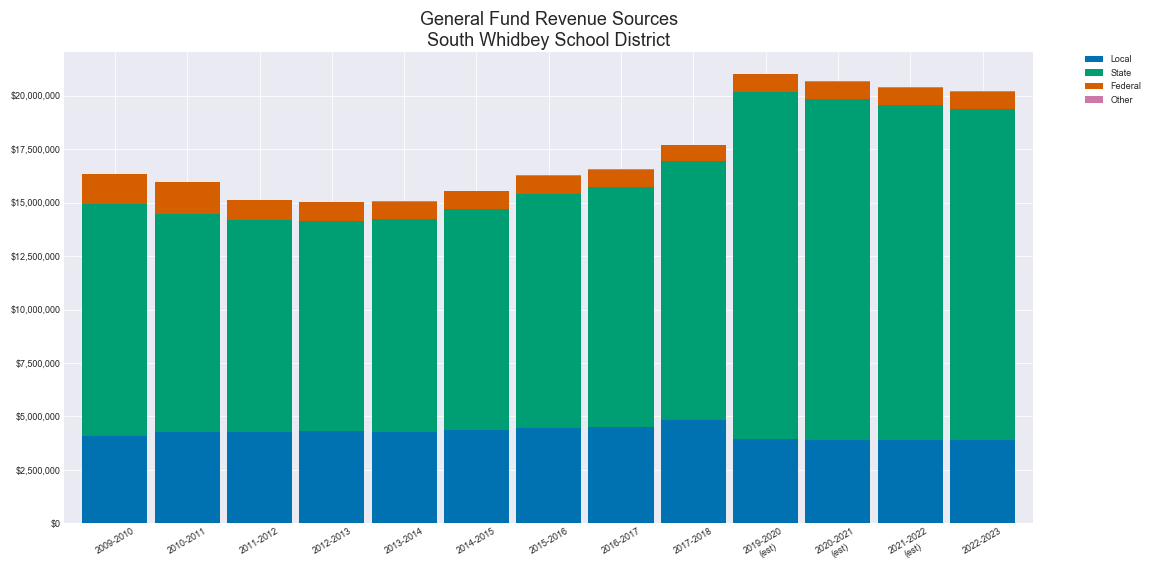 General Fund Revenue Sources
South Whidbey School District
Local
State
Federal
Other
$20,000,000
$17,500,000
$15,000,000
$12,500,000
$10,000,000
$7,500,000
$5,000,000
$2,500,000
$0
2009-2010
2010-2011
2011-2012
2012-2013
2013-2014
2014-2015
2015-2016
2016-2017
2017-2018
2019-2020
(est)
2020-2021
(est)
2021-2022
(est)
2022-2023